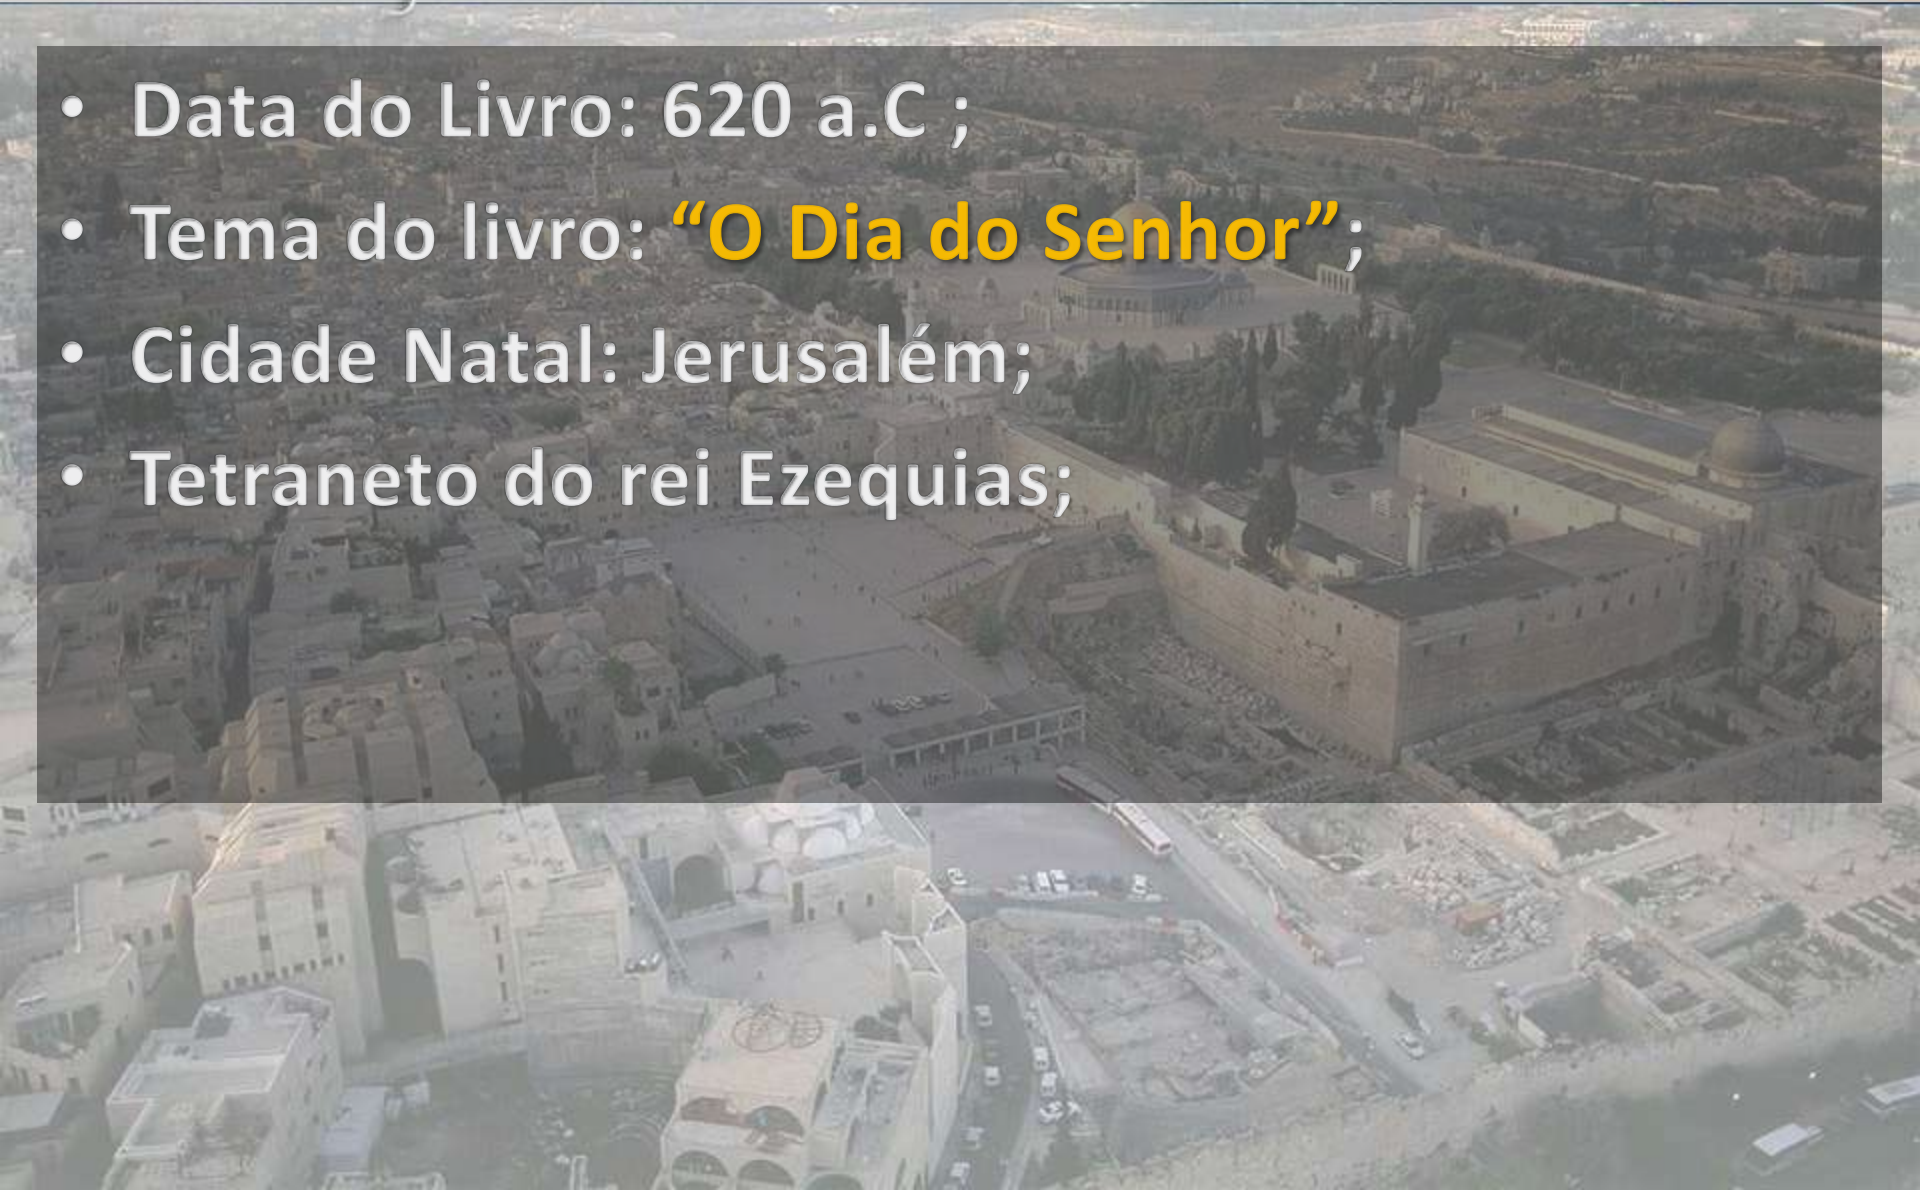 • Data do Livro: 620 a.C ;
• Tema do livro: “O Dia do Senhor”;
• Cidade Natal: Jerusalém;
• Tetraneto do rei Ezequias;